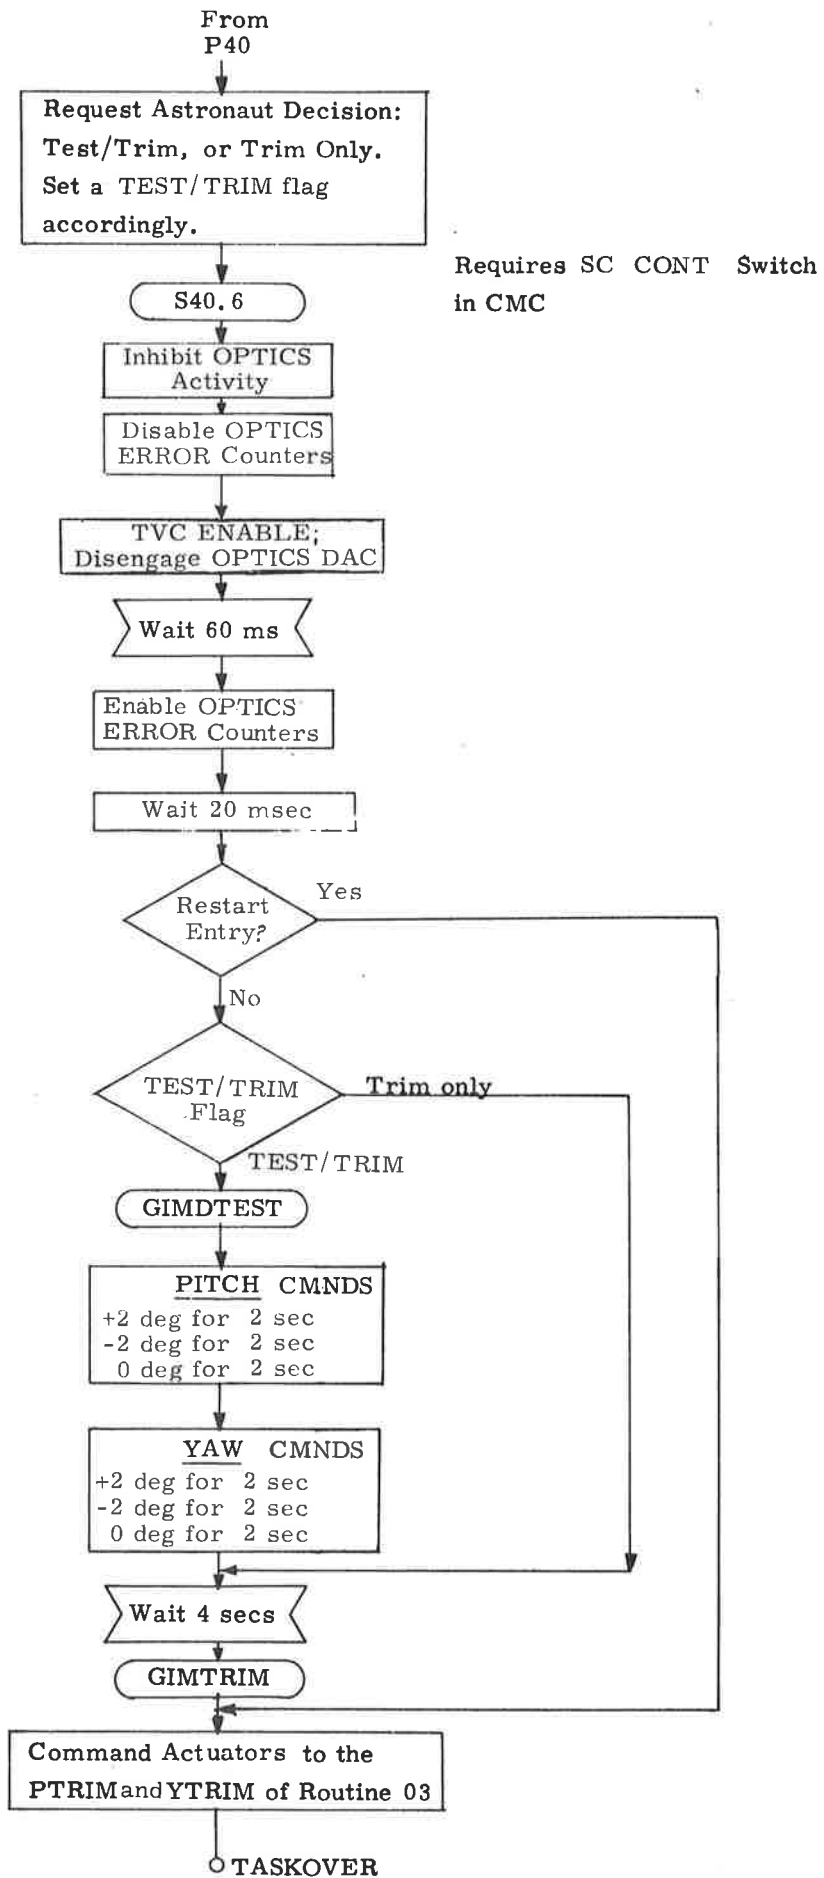 From
P40
Request Astronaut Decision:
Test/Trim, or Trim Only.
Set a TEST/TRIM flag
accordingly.
Requires SC CONT Switch
in CMC
S40.6
Inhibit OPTICS
Activity
Disable OPTICS
ERROR Counters
TVC ENABLE;
Disengage OPTICS DAC
Wait 60 ms
Enable OPTICS
ERROR Counters
Wait 20 msec
Restart
Entry?
Yes
No
TEST/TRIM
Flag
Trim only
TEST/TRIM
GIMDTEST
PITCH CMNDS
+2 deg for 2 sec
-2 deg for 2 sec
0 deg for 2 sec
YAW CMNDS
+2 deg for 2 sec
-2 deg for 2 sec
0 deg for 2 sec
Wait 4 secs
GIMTRIM
Command Actuators to the
PTRIM and YTRIM of Routine 03
TASKOVER